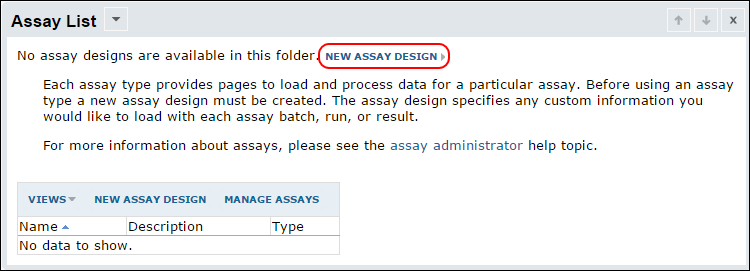 Assay List
No assay designs are available in this folder. NEW ASSAY DESIGN
Each assay type provides pages to load and process data for a particular assay. Before using an assay
type a new assay design must be created. The assay design specifies any custom information you
would like to load with each assay batch, run, or result.
For more information about assays, please see the assay administrator help topic.
VIEWS NEW ASSAY DESIGN MANAGE ASSAYS
Name Description Type
No data to show.